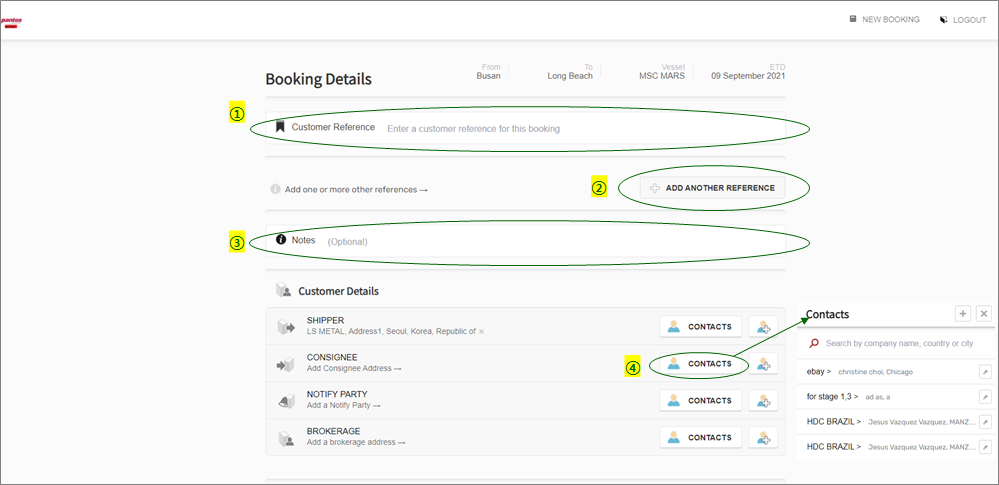 pantos
NEW BOOKING
LOGOUT
Booking Details
From
Busan
To
Long Beach
Vessel
MSC MARS
ETD
09 September 2021
①
Customer Reference Enter a customer reference for this booking
Add one or more other references →
②
ADD ANOTHER REFERENCE
③
Notes (Optional)
Customer Details
SHIPPER
LS METAL, Address1, Seoul, Korea, Republic of ×
CONTACTS
CONSIGNEE
Add Consignee Address →
④
CONTACTS
NOTIFY PARTY
Add a Notify Party →
CONTACTS
BROKERAGE
Add a brokerage address →
CONTACTS
Contacts
Search by company name, country or city
ebay > christine choi, Chicago
for stage 1,3 > ad as, a
HDC BRAZIL > Jesus Vazquez Vazquez, MANZ...
HDC BRAZIL > Jesus Vazquez Vazquez, MANZ...